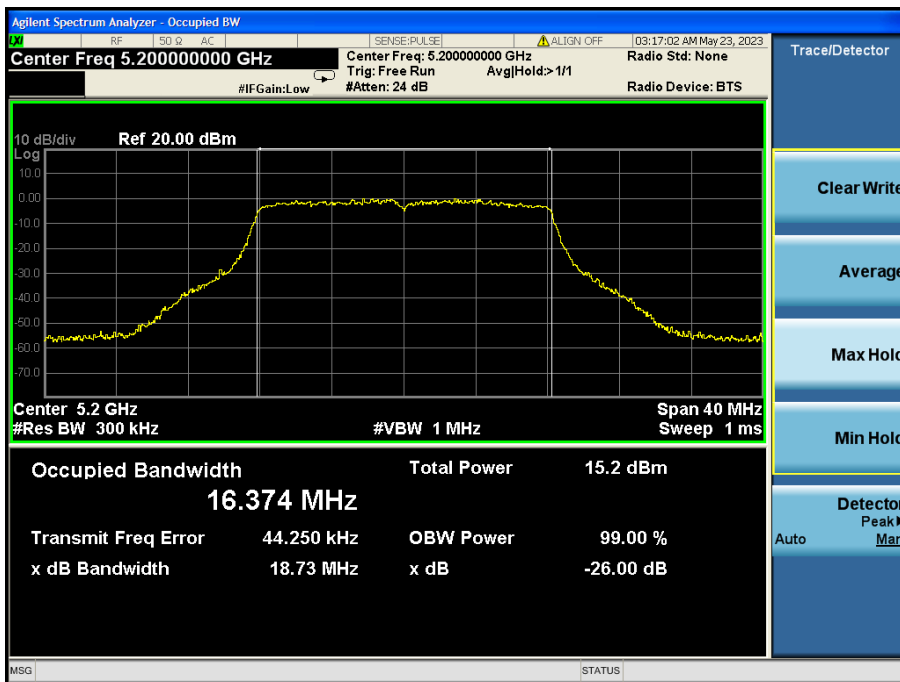 Agilent Spectrum Analyzer - Occupied BW
LXI RF 50 Ω AC SENSE:PULSE ALIGN OFF 03:17:02 AM May 23, 2023
Center Freq 5.200000000 GHz
Center Freq: 5.200000000 GHz
Radio Std: None
Trig: Free Run Avg|Hold:>1/1
#IFGain:Low
#Atten: 24 dB
Radio Device: BTS
10 dB/div Ref 20.00 dBm
Log
10.0
0.00
-10.0
-20.0
-30.0
-40.0
-50.0
-60.0
-70.0
Center 5.2 GHz Span 40 MHz
#Res BW 300 kHz #VBW 1 MHz Sweep 1 ms
Occupied Bandwidth Total Power 15.2 dBm
16.374 MHz
Transmit Freq Error 44.250 kHz OBW Power 99.00 %
x dB Bandwidth 18.73 MHz x dB -26.00 dB
MSG STATUS
Trace/Detector
Clear Write
Average
Max Hold
Min Hold
Detector
Peak
Auto Man